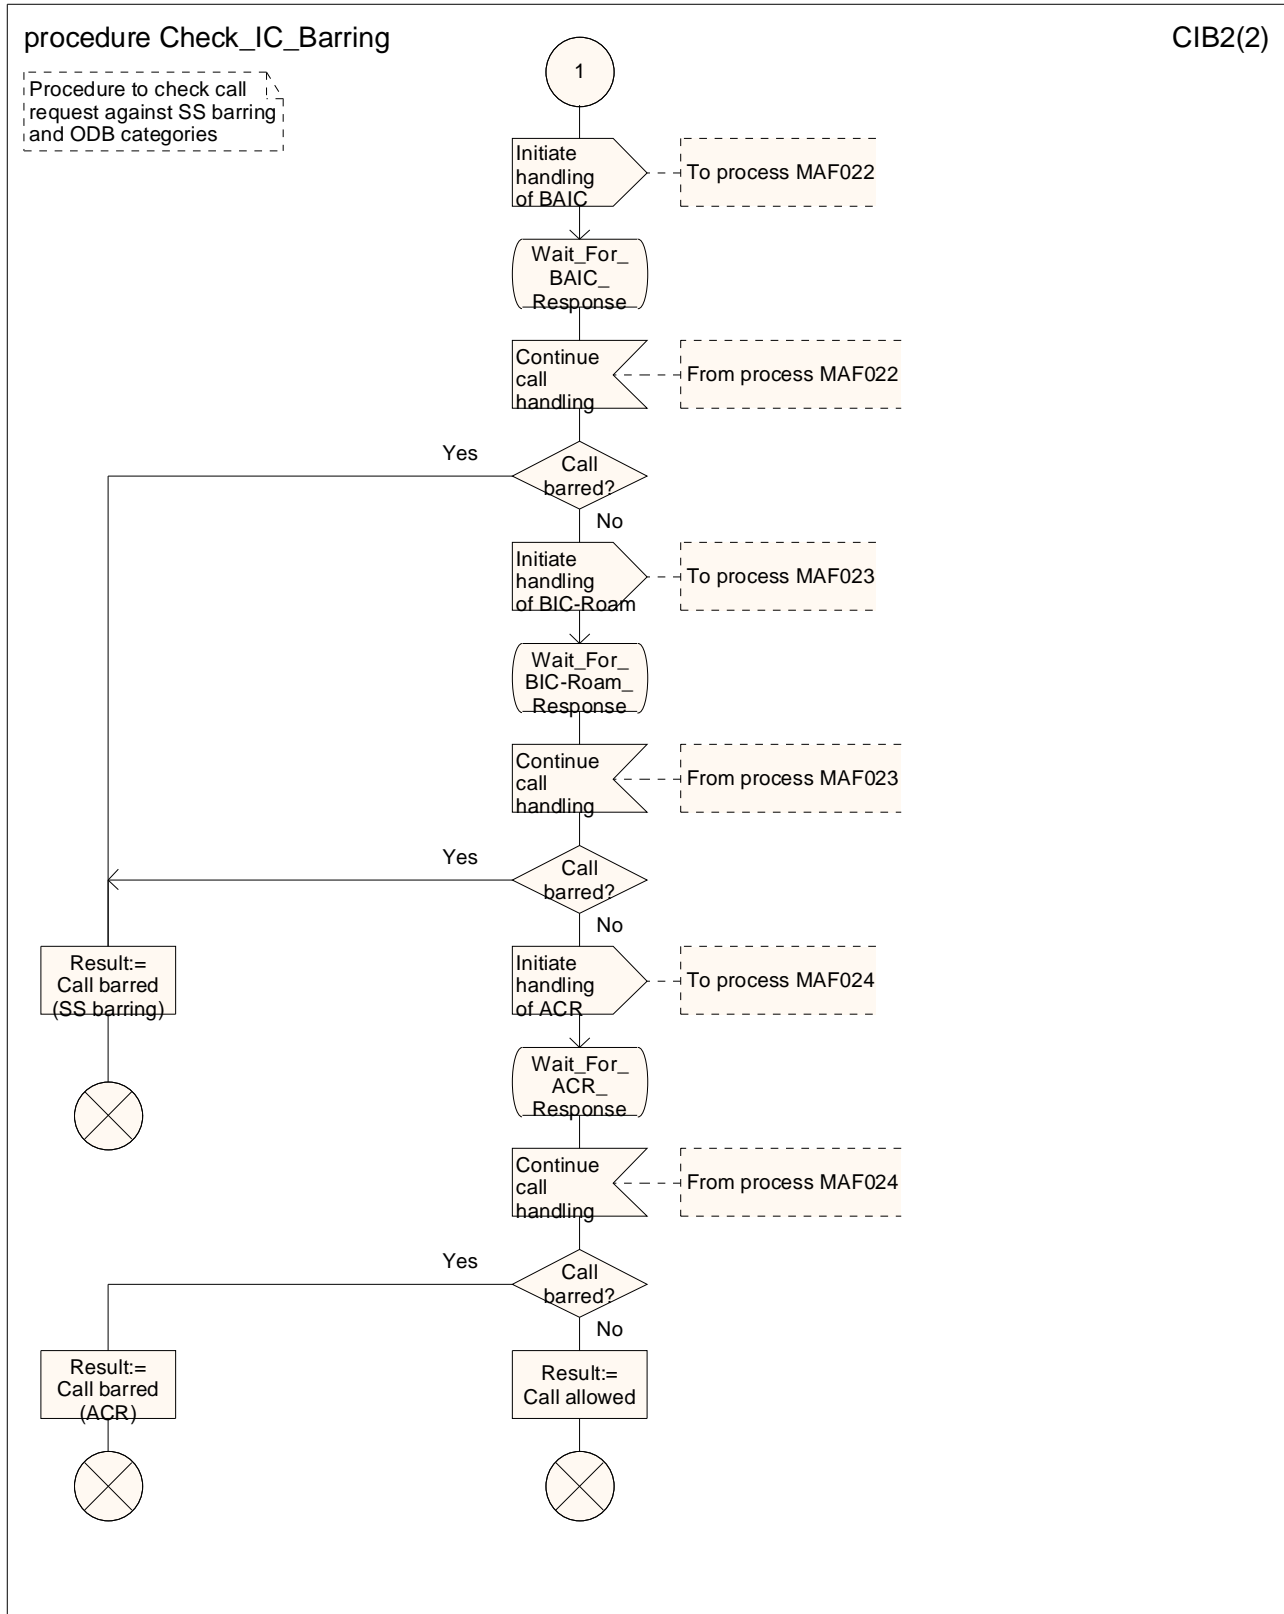 procedure Check_IC_Barring
CIB2(2)
Procedure to check call
request against SS barring
and ODB categories
1
Initiate
handling
of BAIC
To process MAF022
Wait_For_
BAIC_
Response
Continue
call
handling
From process MAF022
Yes
Call
barred?
No
Initiate
handling
of BIC-Roam
To process MAF023
Wait_For_
BIC-Roam_
Response
Continue
call
handling
From process MAF023
Yes
Call
barred?
No
Result:=
Call barred
(SS barring)
Initiate
handling
of ACR
To process MAF024
Wait_For_
ACR_
Response
Continue
call
handling
From process MAF024
Yes
Call
barred?
No
Result:=
Call barred
(ACR)
Result:=
Call allowed